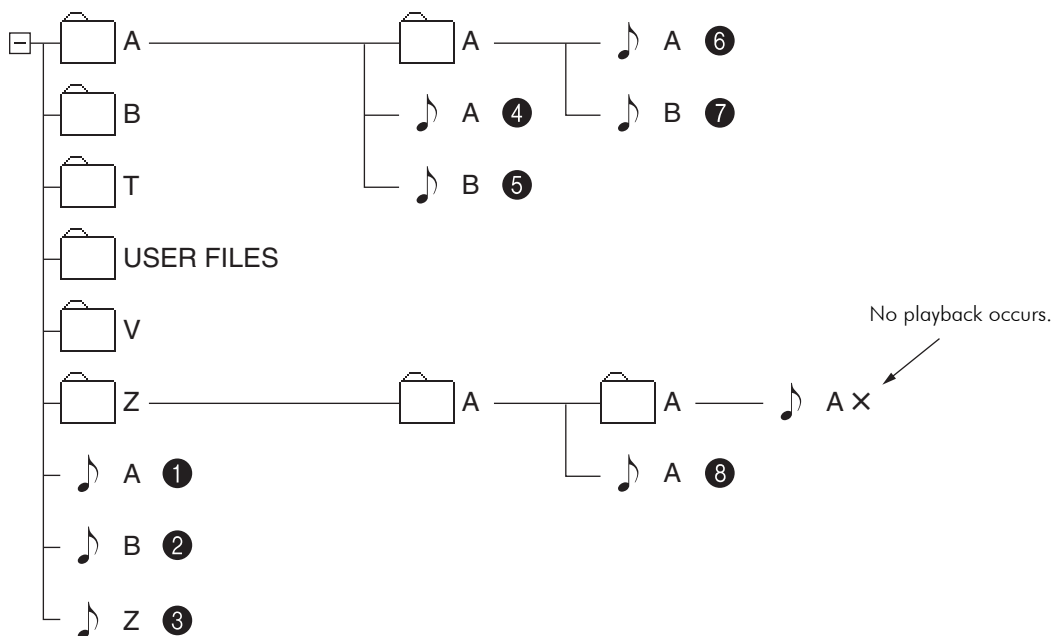 A A A 6
B A 4 B 7
T B 5
USER FILES
V
No playback occurs.
Z A A A ×
A 1 A 8
B 2
Z 3